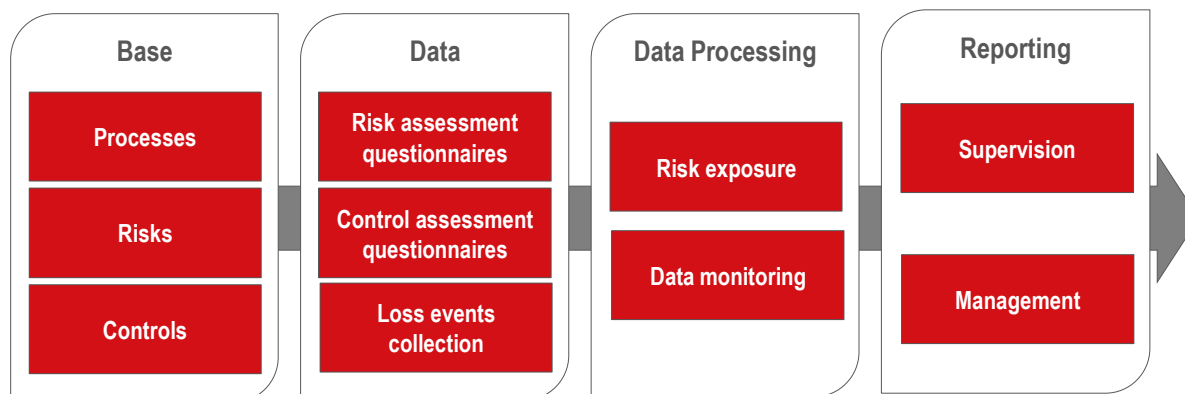 Base
Processes
Risks
Controls
Data
Risk assessment
questionnaires
Control assessment
questionnaires
Loss events
collection
Data Processing
Risk exposure
Data monitoring
Reporting
Supervision
Management